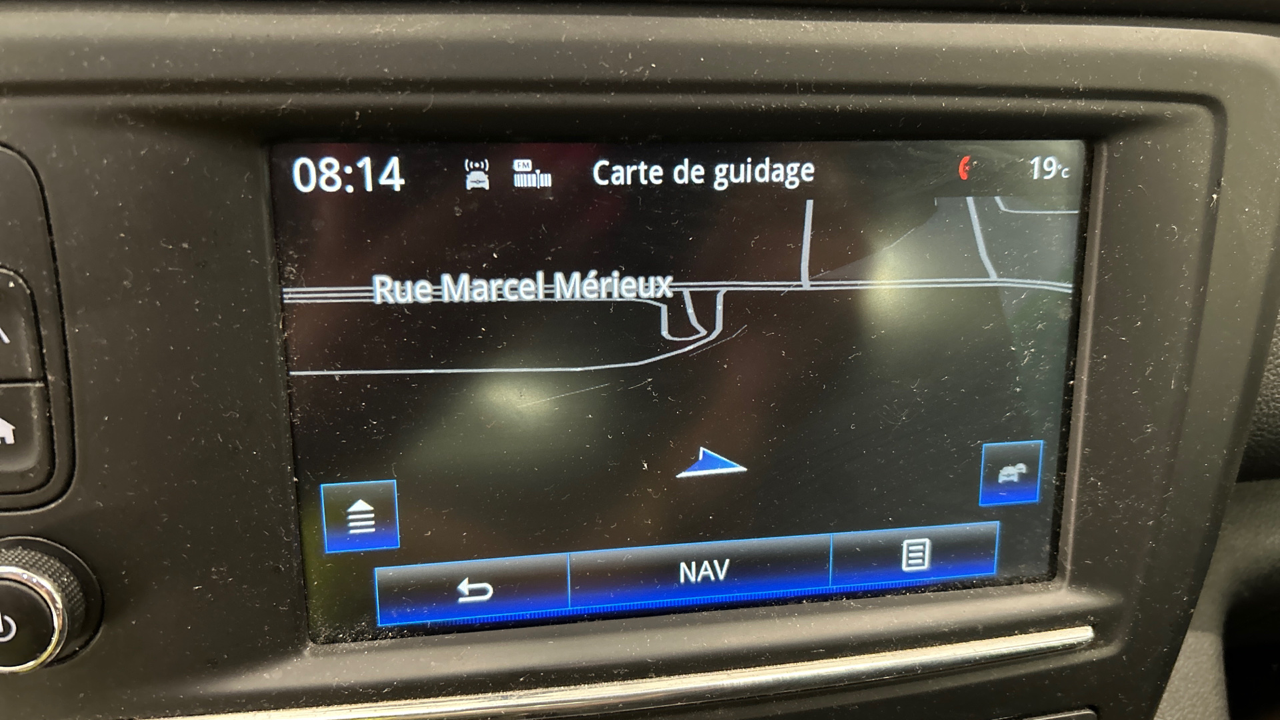 08:14
FM
Carte de guidage
19°C
Rue Marcel Mérieux
NAV